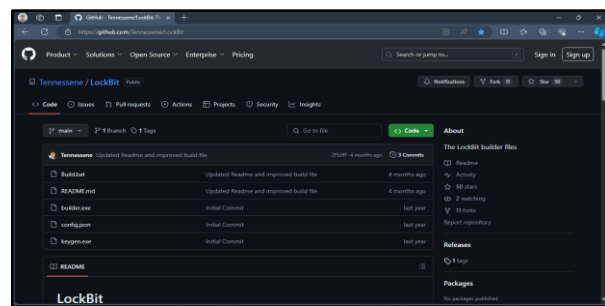 GitHub - Tennessene/LockBit: Th
https://github.com/Tennessene/LockBit
Product Solutions Open Source Enterprise Pricing
Search or jump to...
Sign in Sign up
Tennessene / LockBit Public
Notifications Fork 11 Star 50
Code Issues Pull requests Actions Projects Security Insights
main 1 Branch 1 Tags Go to file Code
Tennessene Updated Readme and improved build file 4 months ago 3 Commits
Build.bat Updated Readme and improved build file 4 months ago
README.md Updated Readme and improved build file 4 months ago
builder.exe Initial Commit last year
config.json Initial Commit last year
keygen.exe Initial Commit last year
README
LockBit
About
The LockBit builder files
Readme
Activity
50 stars
2 watching
11 forks
Report repository
Releases
1 tags
Packages
No packages published